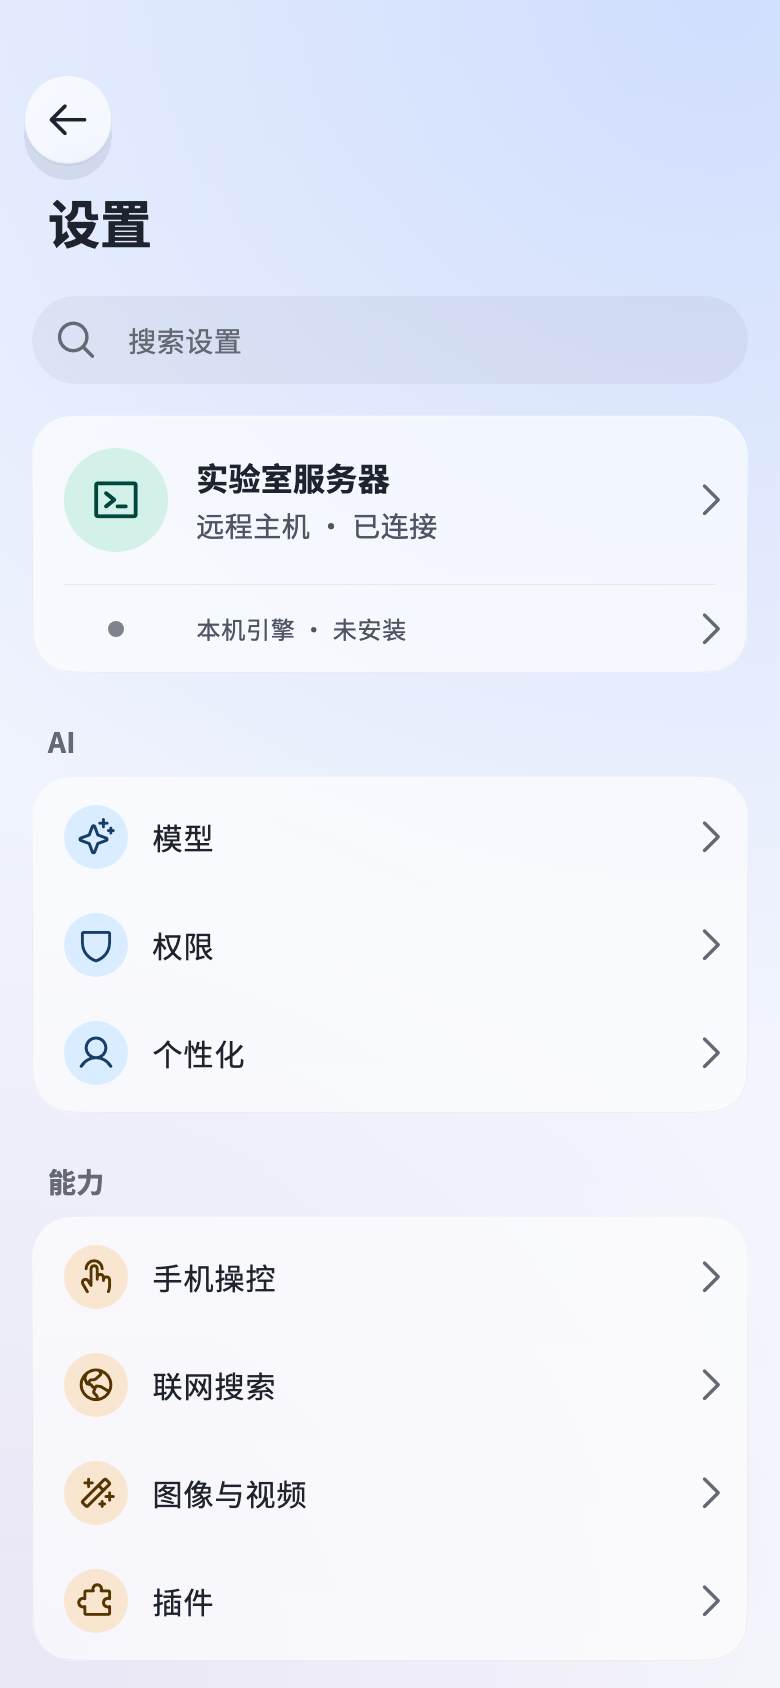 设置
搜索设置
实验室服务器
远程主机 · 已连接
本机引擎 · 未安装
AI
模型
权限
个性化
能力
手机操控
联网搜索
图像与视频
插件